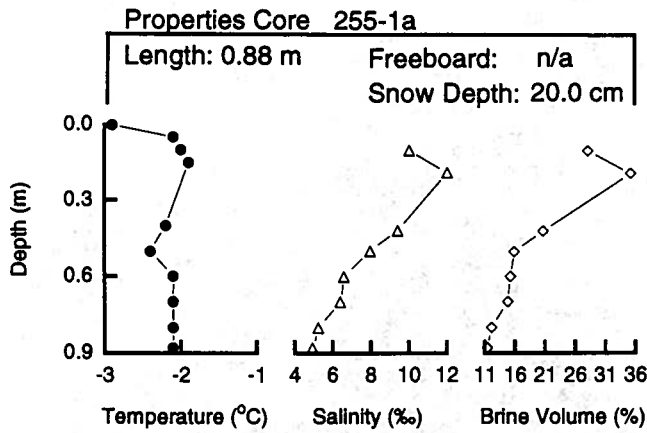 Properties Core 255-1a
Length: 0.88 m Freeboard: n/a
Snow Depth: 20.0 cm
0.0
0.3
0.6
0.9
Depth (m)
-3 -2 -1 4 6 8 10 12 11 16 21 26 31 36
Temperature (°C) Salinity (‰) Brine Volume (%)